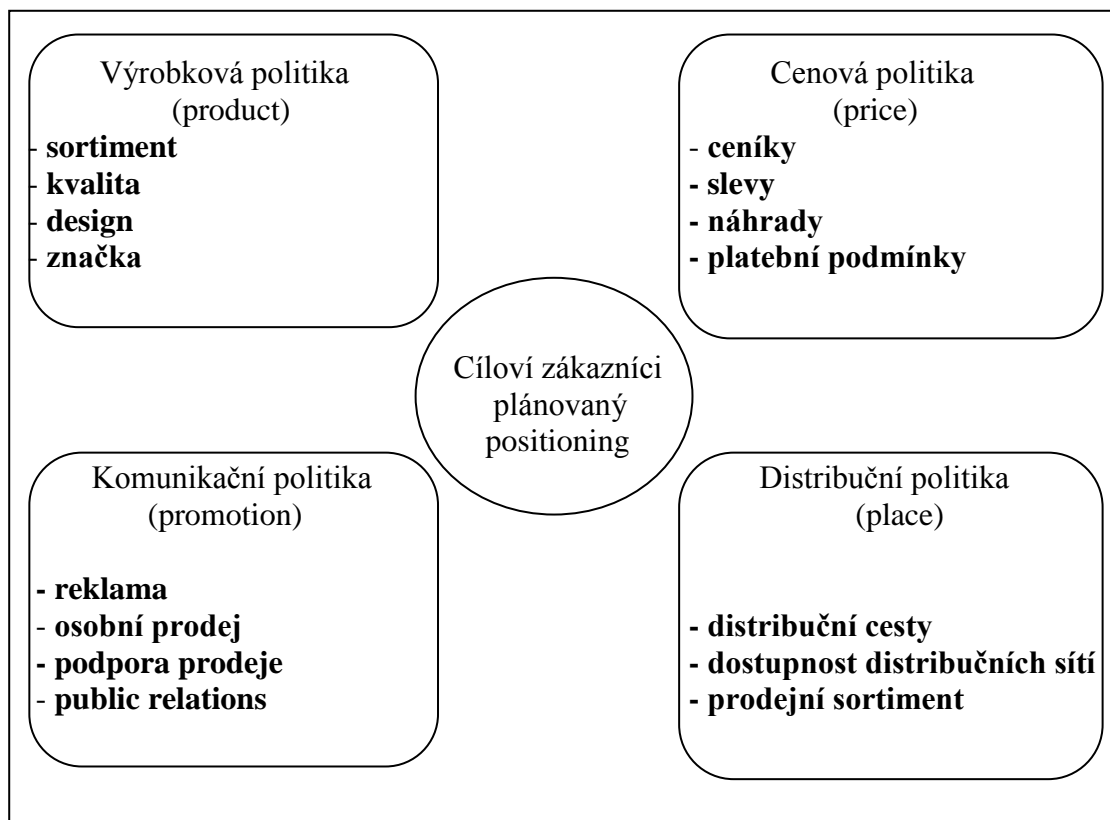 Výrobková politika
(product)
- sortiment
- kvalita
- design
- značka
Cenová politika
(price)
- ceníky
- slevy
- náhrady
- platební podmínky
Cíloví zákazníci
plánovaný
positioning
Komunikační politika
(promotion)
- reklama
- osobní prodej
- podpora prodeje
- public relations
Distribuční politika
(place)
- distribuční cesty
- dostupnost distribučních sítí
- prodejní sortiment